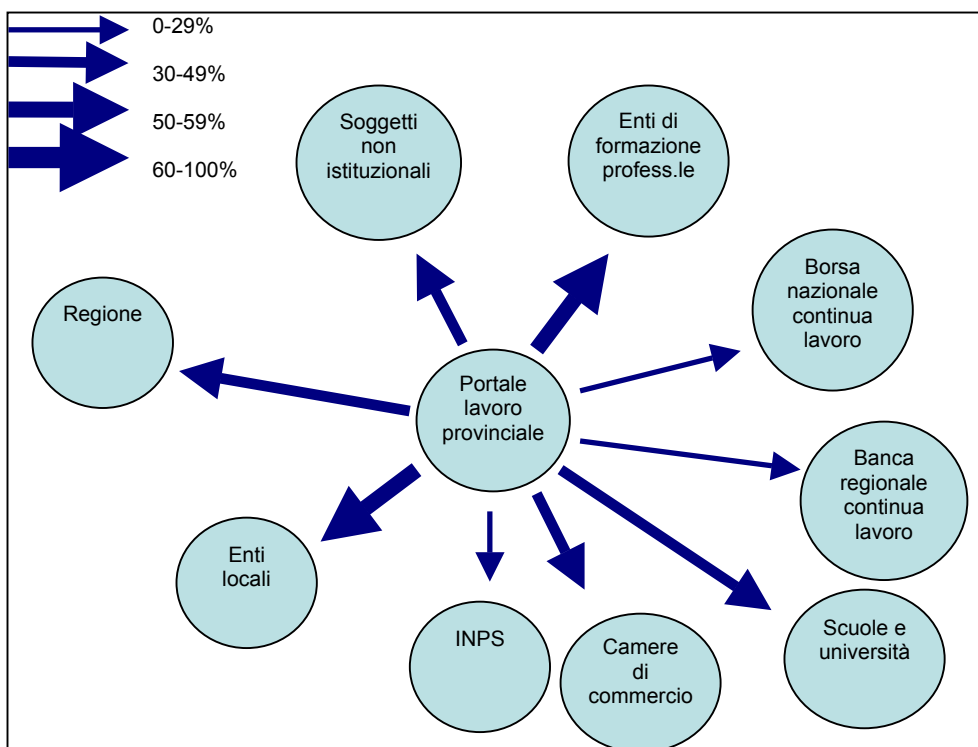 0-29%
30-49%
50-59%
60-100%
Soggetti
non
istituzionali
Enti di
formazione
profess.le
Borsa
nazionale
continua
lavoro
Regione
Portale
lavoro
provinciale
Banca
regionale
continua
lavoro
Enti
locali
INPS
Camere
di
commercio
Scuole e
università